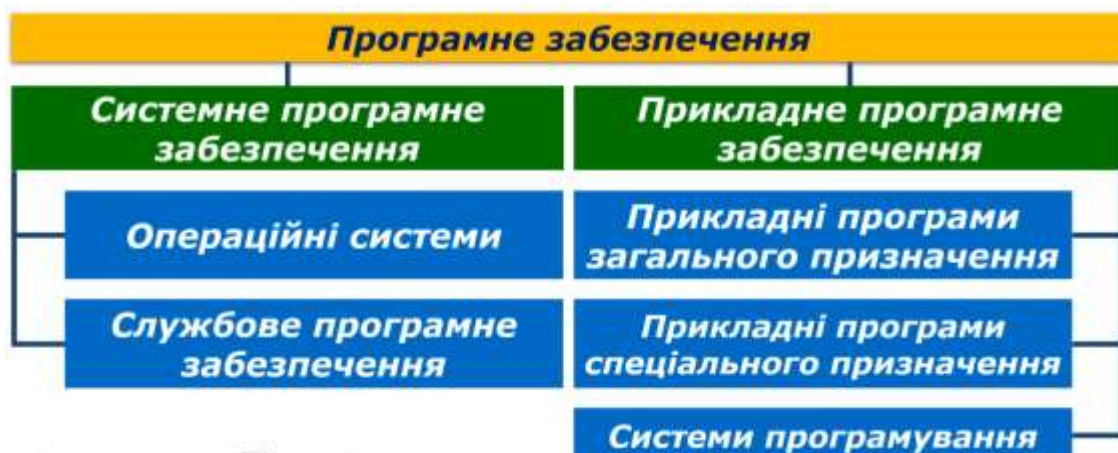 Програмне забезпечення
Системне програмне
забезпечення
Прикладне програмне
забезпечення
Операційні системи
Службове програмне
забезпечення
Прикладні програми
загального призначення
Прикладні програми
спеціального призначення
Системи програмування